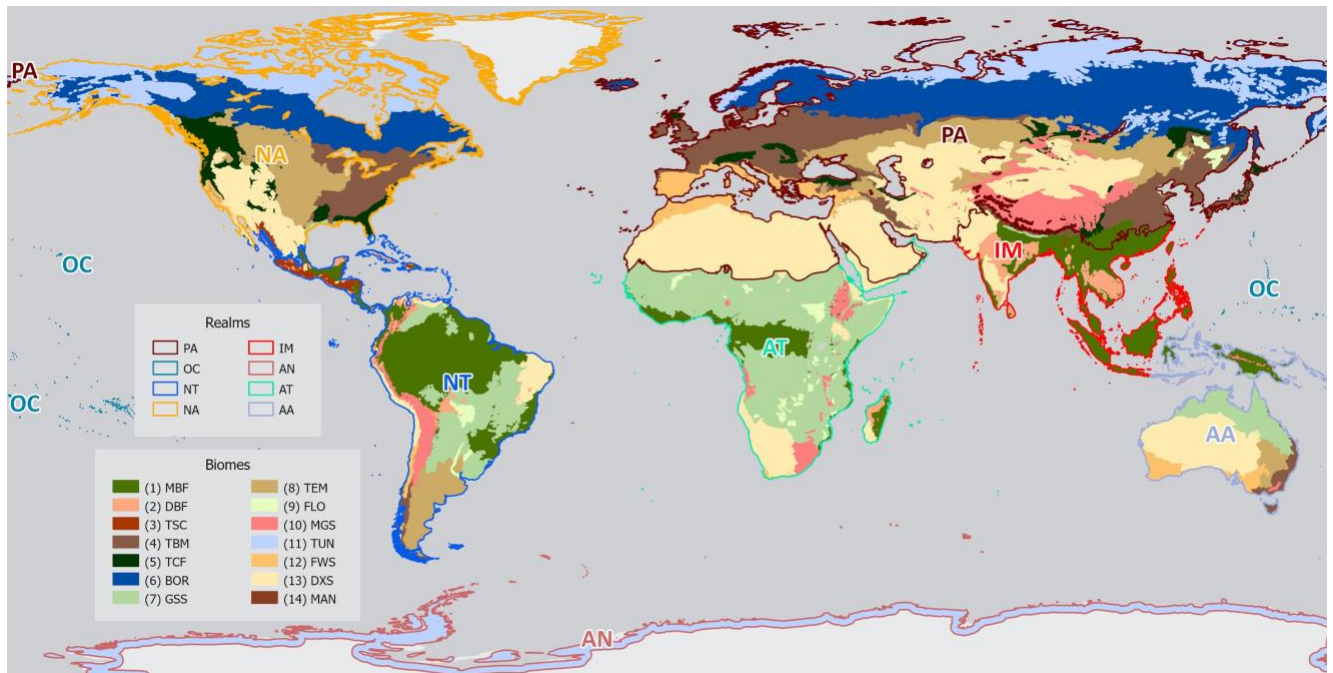 PA
NA
PA
OC
IM
OC
AT
NT
OC
AA
AN
Realms
PA IM
OC AN
NT AT
NA AA
Biomes
(1) MBF (8) TEM
(2) DBF (9) FLO
(3) TSC (10) MGS
(4) TBM (11) TUN
(5) TCF (12) FWS
(6) BOR (13) DXS
(7) GSS (14) MAN